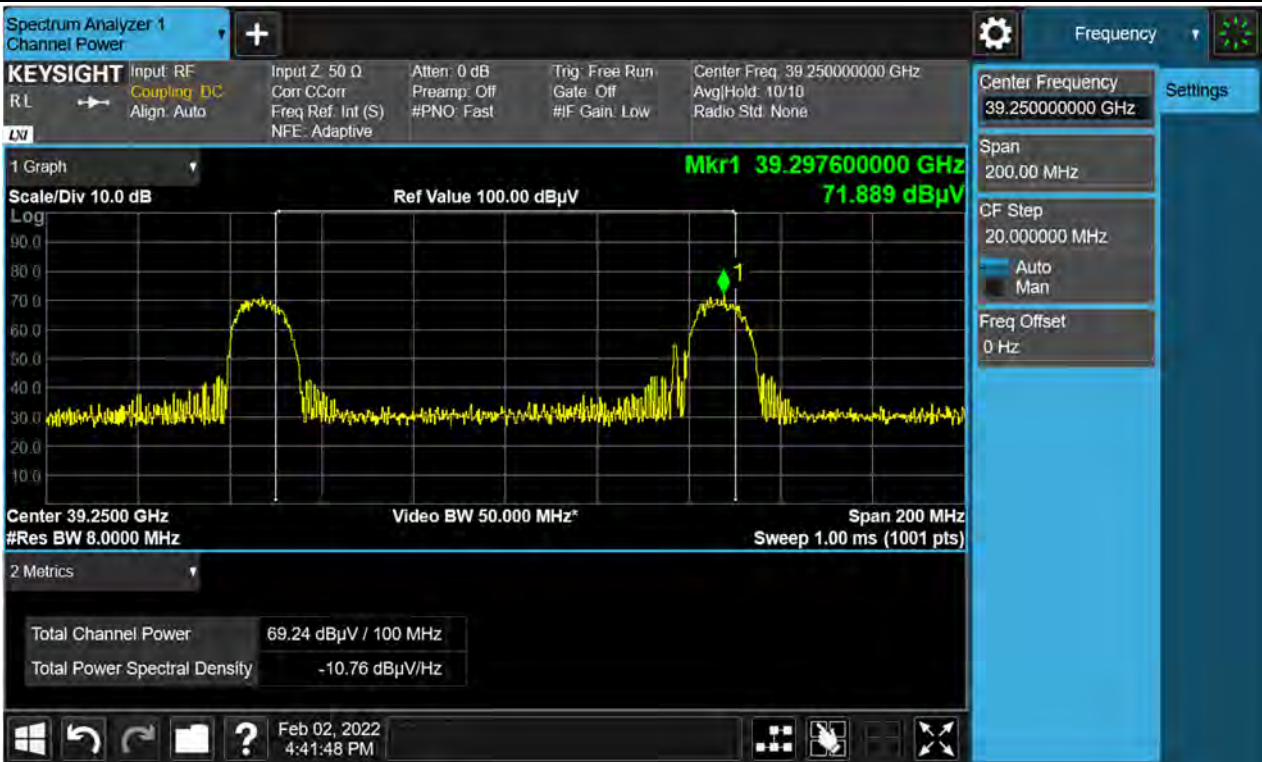 Spectrum Analyzer 1
Channel Power
+
Frequency
KEYSIGHT
RL
LXI
Input: RF
Coupling: DC
Align: Auto
Input Z: 50 Ω
Corr CCorr
Freq Ref: Int (S)
NFE: Adaptive
Atten: 0 dB
Preamp: Off
#PNO: Fast
Trig: Free Run
Gate: Off
#IF Gain: Low
Center Freq: 39.250000000 GHz
Avg|Hold: 10/10
Radio Std: None
Center Frequency
39.250000000 GHz
Settings
Span
200.00 MHz
CF Step
20.000000 MHz
Auto
Man
Freq Offset
0 Hz
1 Graph
Mkr1 39.297600000 GHz
71.889 dBµV
Scale/Div 10.0 dB
Ref Value 100.00 dBµV
Log
90.0
80.0
70.0
60.0
50.0
40.0
30.0
20.0
10.0
1
Center 39.2500 GHz
Video BW 50.000 MHz*
Span 200 MHz
#Res BW 8.0000 MHz
Sweep 1.00 ms (1001 pts)
2 Metrics
Total Channel Power 69.24 dBµV / 100 MHz
Total Power Spectral Density -10.76 dBµV/Hz
?
Feb 02, 2022
4:41:48 PM